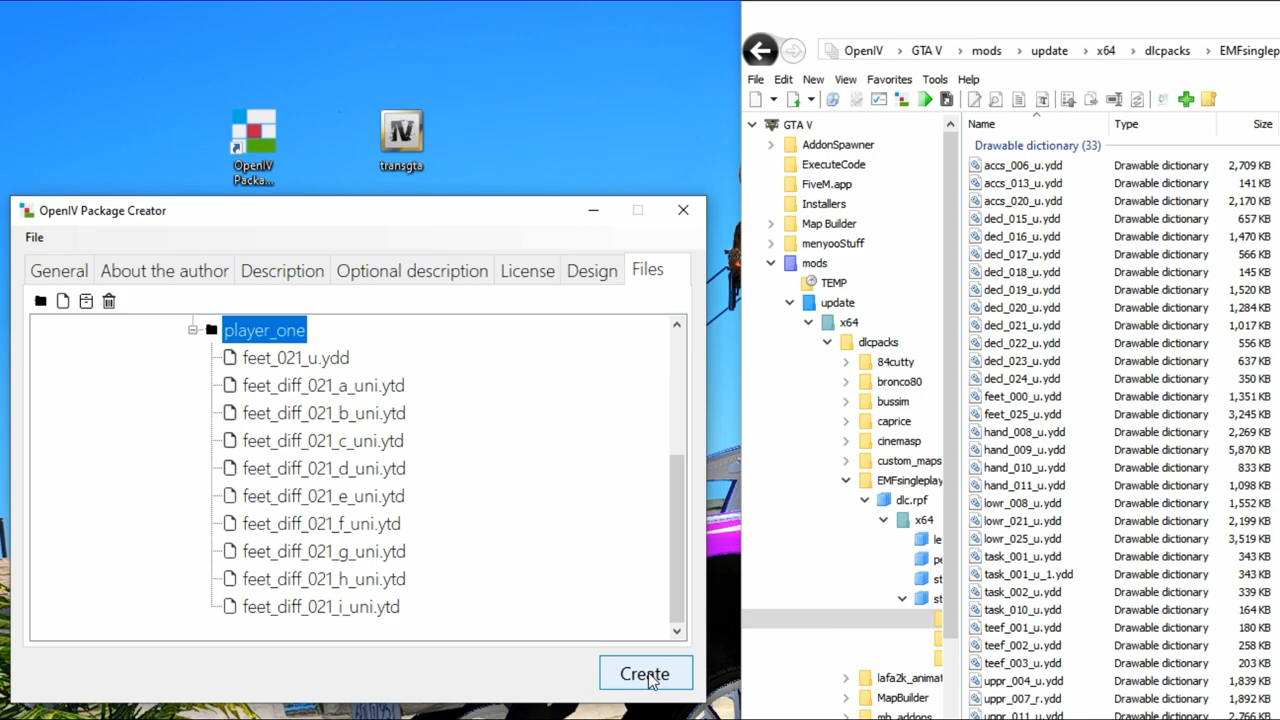 OpenIV
Packa...
transgta
OpenIV Package Creator
File
General
About the author
Description
Optional description
License
Design
Files
player_one
feet_021_u.ydd
feet_diff_021_a_uni.ytd
feet_diff_021_b_uni.ytd
feet_diff_021_c_uni.ytd
feet_diff_021_d_uni.ytd
feet_diff_021_e_uni.ytd
feet_diff_021_f_uni.ytd
feet_diff_021_g_uni.ytd
feet_diff_021_h_uni.ytd
feet_diff_021_i_uni.ytd
Create
OpenIV > GTA V > mods > update > x64 > dlcpacks > EMFsinglep
File Edit New View Favorites Tools Help
GTA V
AddonSpawner
ExecuteCode
FiveM.app
Installers
Map Builder
menyooStuff
mods
TEMP
update
x64
dlcpacks
84cutty
bronco80
bussim
caprice
cinemasp
custom_maps
EMFsingleplay
dlc.rpf
x64
le
pe
st
st
lafa2k_animat
MapBuilder
mb_addons
Name Type Size
Drawable dictionary (33)
accs_006_u.ydd Drawable dictionary 2,709 KB
accs_013_u.ydd Drawable dictionary 141 KB
accs_020_u.ydd Drawable dictionary 2,170 KB
decl_015_u.ydd Drawable dictionary 657 KB
decl_016_u.ydd Drawable dictionary 1,470 KB
decl_017_u.ydd Drawable dictionary 566 KB
decl_018_u.ydd Drawable dictionary 145 KB
decl_019_u.ydd Drawable dictionary 1,520 KB
decl_020_u.ydd Drawable dictionary 1,284 KB
decl_021_u.ydd Drawable dictionary 1,017 KB
decl_022_u.ydd Drawable dictionary 556 KB
decl_023_u.ydd Drawable dictionary 637 KB
decl_024_u.ydd Drawable dictionary 350 KB
feet_000_u.ydd Drawable dictionary 1,351 KB
feet_025_u.ydd Drawable dictionary 3,245 KB
hand_008_u.ydd Drawable dictionary 2,269 KB
hand_009_u.ydd Drawable dictionary 5,870 KB
hand_010_u.ydd Drawable dictionary 833 KB
hand_011_u.ydd Drawable dictionary 1,098 KB
lowr_008_u.ydd Drawable dictionary 1,552 KB
lowr_021_u.ydd Drawable dictionary 2,199 KB
lowr_025_u.ydd Drawable dictionary 3,519 KB
task_001_u.ydd Drawable dictionary 343 KB
task_001_u_1.ydd Drawable dictionary 343 KB
task_002_u.ydd Drawable dictionary 339 KB
task_010_u.ydd Drawable dictionary 164 KB
teef_001_u.ydd Drawable dictionary 180 KB
teef_002_u.ydd Drawable dictionary 258 KB
teef_003_u.ydd Drawable dictionary 203 KB
uppr_004_u.ydd Drawable dictionary 1,839 KB
uppr_007_r.ydd Drawable dictionary 1,892 KB
uppr_011_u.ydd Drawable dictionary 2,766 KB